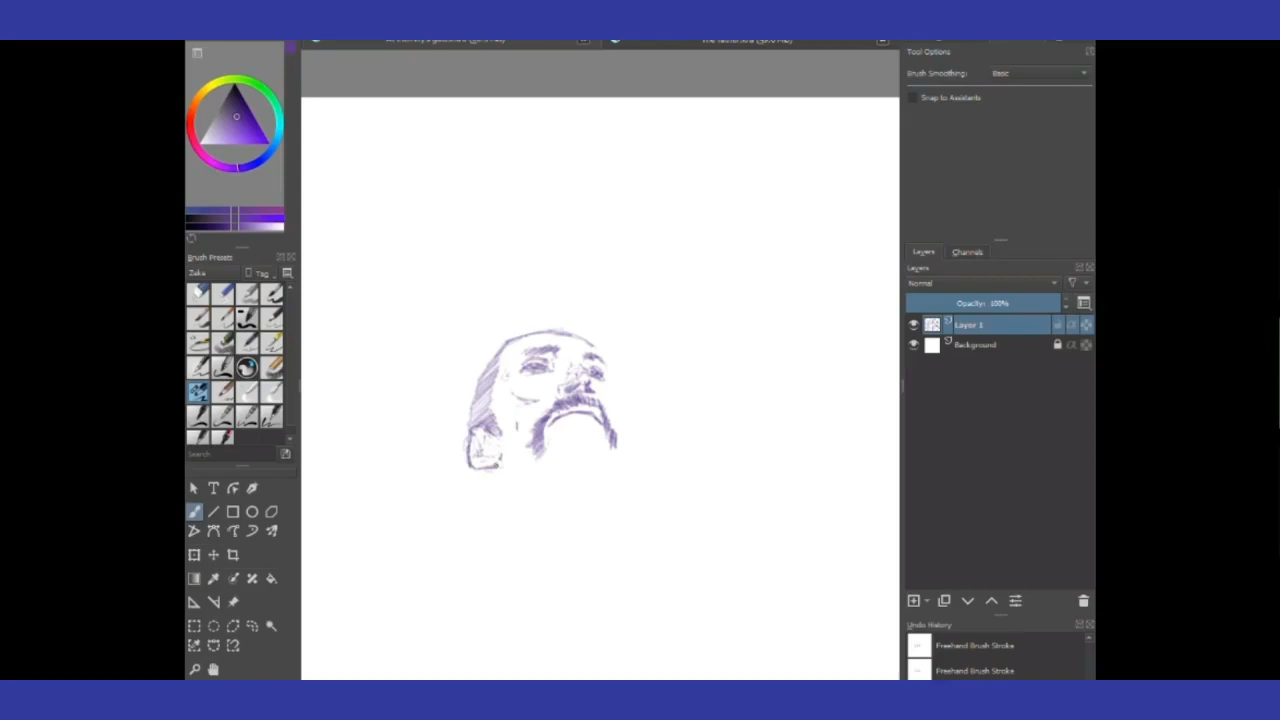 Tool Options
Brush Smoothing: Basic
Snap to Assistants
Layers Channels
Layers
Normal
Opacity: 100%
Layer 1
Background
Undo History
Freehand Brush Stroke
Freehand Brush Stroke
Brush Presets
Tag
Search